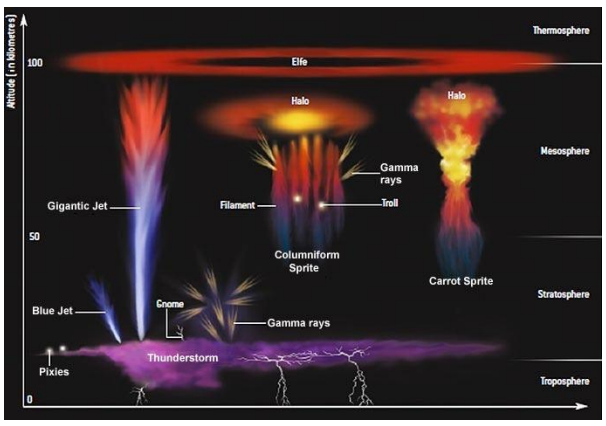 Altitude (in kilometres)
Thermosphere
100
Elfe
Halo
Halo
Mesosphere
Gamma
rays
Gigantic Jet
Filament
Troll
50
Columniform
Sprite
Carrot Sprite
Stratosphere
Gnome
Blue Jet
Gamma rays
Thunderstorm
Pixies
Troposphere
0